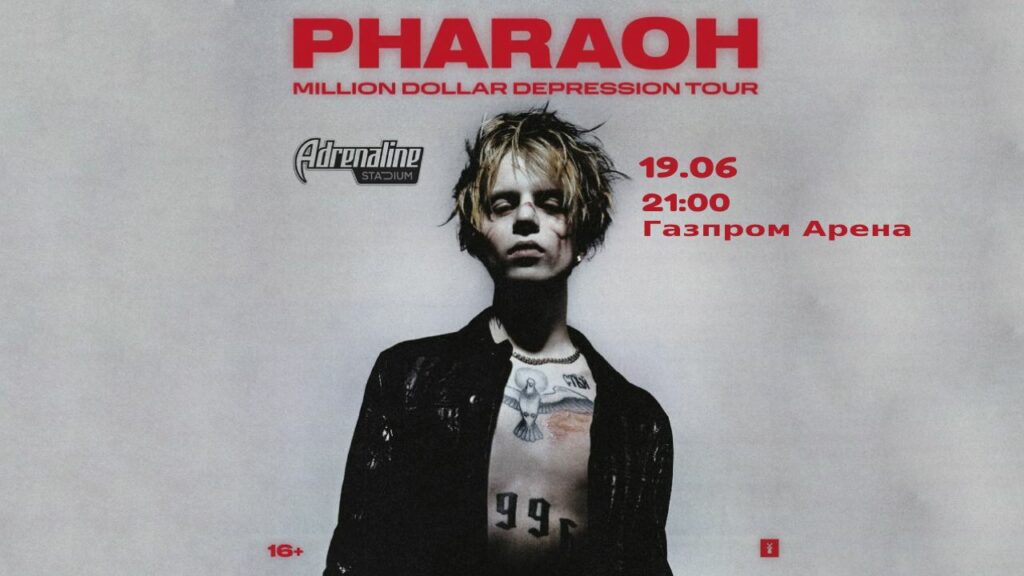 PHARAOH
MILLION DOLLAR DEPRESSION TOUR
Adrenaline
STADIUM
19.06
21:00
Газпром Арена
16+